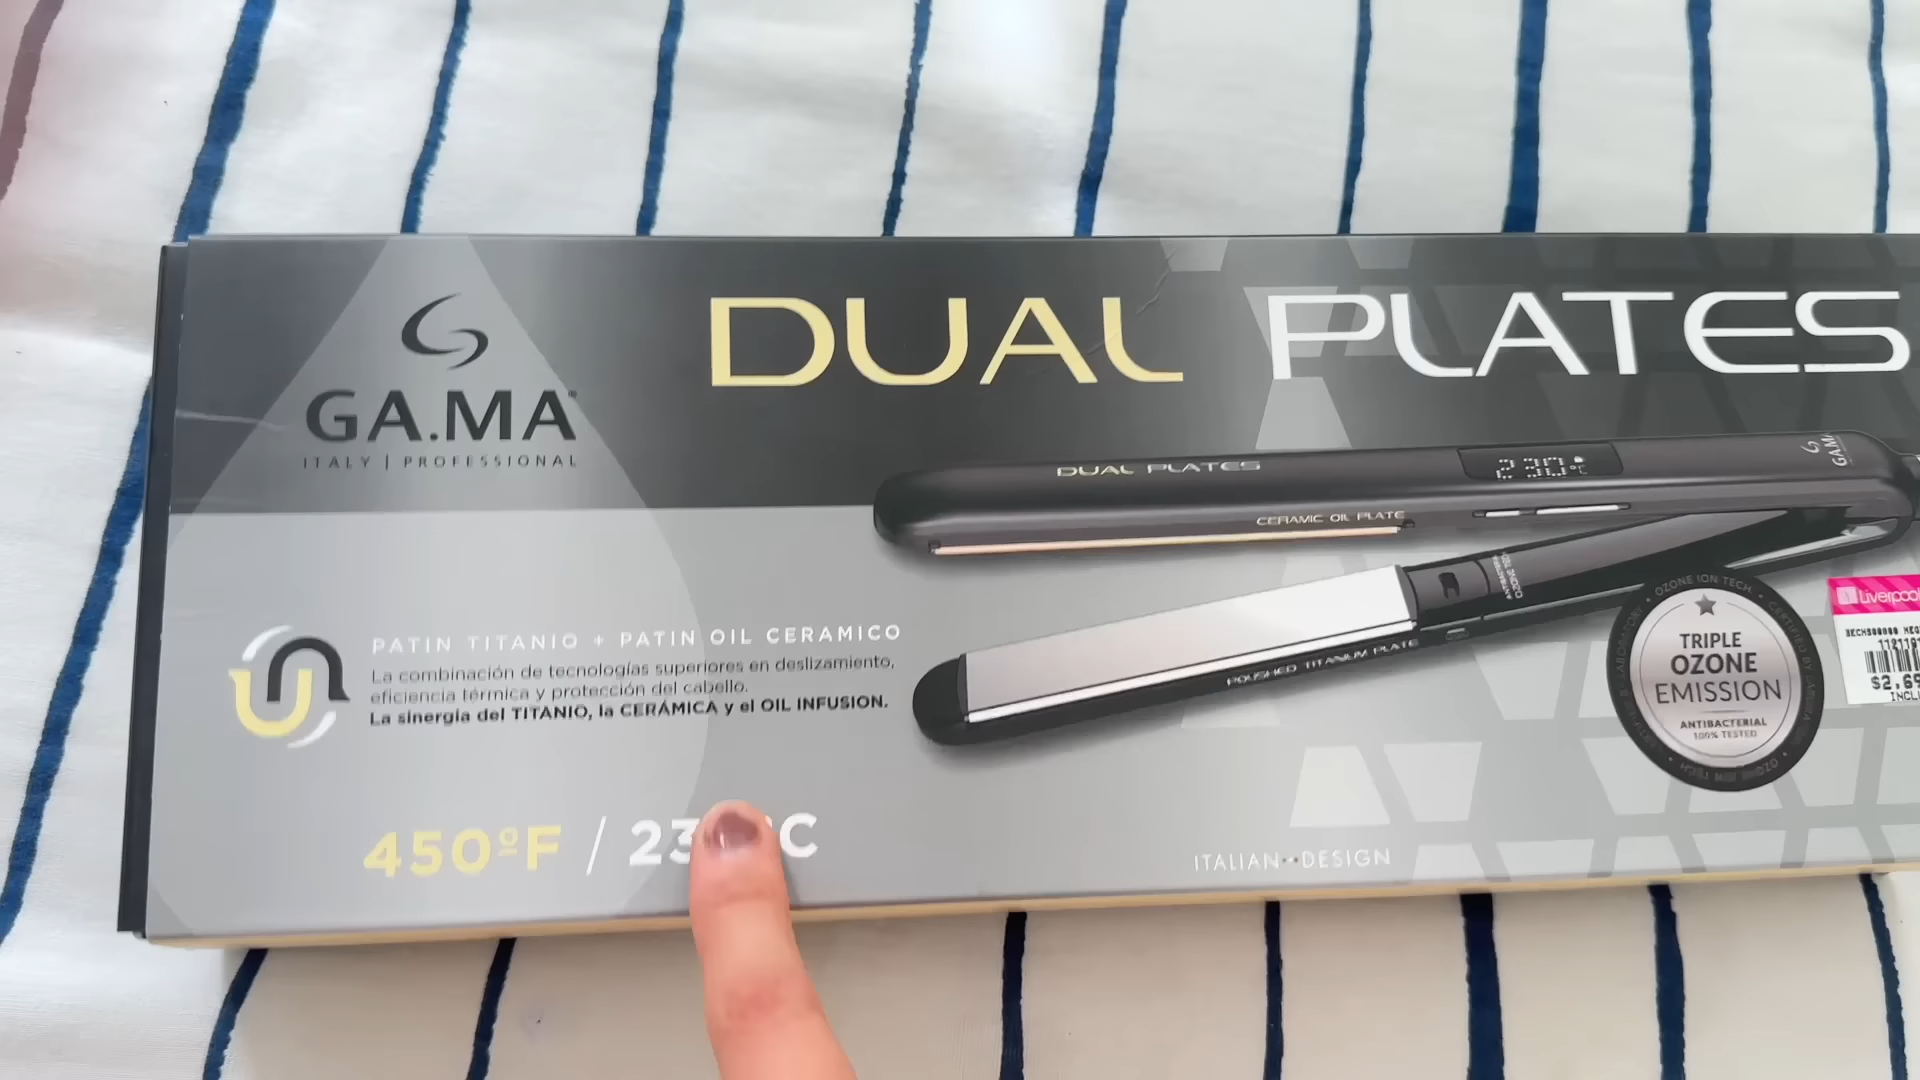 DUAL PLATES
GA.MA
ITALY | PROFESSIONAL
DUAL PLATES
230°C
GA.MA
CERAMIC OIL PLATE
POLISHED TITANIUM PLATE
PATIN TITANIO + PATIN OIL CERAMICO
La combinación de tecnologías superiores en deslizamiento,
eficiencia térmica y protección del cabello.
La sinergia del TITANIO, la CERÁMICA y el OIL INFUSION.
OZONE ION TECH
TRIPLE
OZONE
EMISSION
ANTIBACTERIAL
100% TESTED
Liverpool
450ºF / 23 C
ITALIAN DESIGN